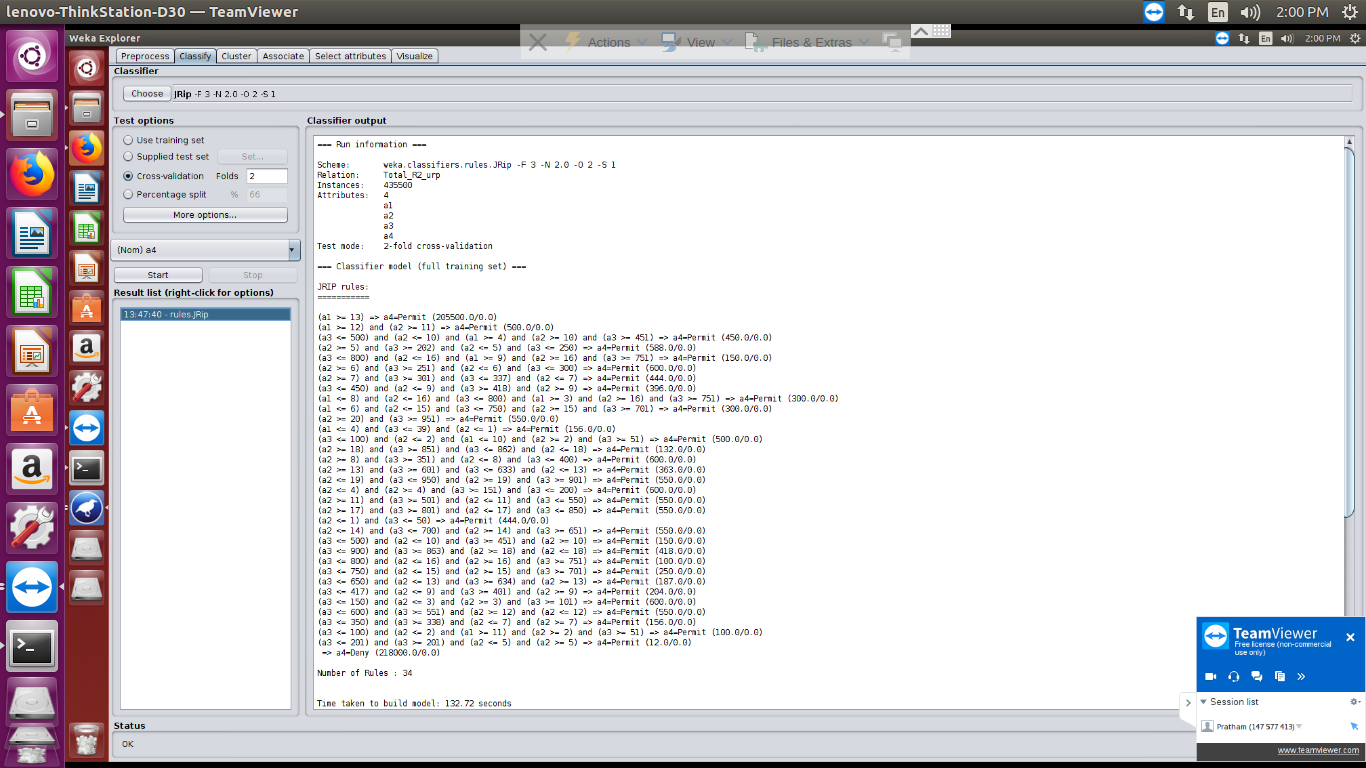 lenovo-ThinkStation-D30 — TeamViewer
En 2:00 PM
Weka Explorer
Actions View Files & Extras
En 2:00 PM
Preprocess Classify Cluster Associate Select attributes Visualize
Classifier
Choose JRip -F 3 -N 2.0 -O 2 -S 1
Test options
Use training set
Supplied test set Set...
Cross-validation Folds 2
Percentage split % 66
More options...
(Nom) a4
Start Stop
Result list (right-click for options)
13:47:40 - rules.JRip
Classifier output
=== Run information ===
Scheme: weka.classifiers.rules.JRip -F 3 -N 2.0 -O 2 -S 1
Relation: Total_R2_urp
Instances: 435500
Attributes: 4
a1
a2
a3
a4
Test mode: 2-fold cross-validation
=== Classifier model (full training set) ===
JRIP rules:
===========
(a1 >= 13) => a4=Permit (205500.0/0.0)
(a1 >= 12) and (a2 >= 11) => a4=Permit (500.0/0.0)
(a3 <= 500) and (a2 <= 10) and (a1 >= 4) and (a2 >= 10) and (a3 >= 451) => a4=Permit (450.0/0.0)
(a2 >= 5) and (a3 >= 202) and (a2 <= 5) and (a3 <= 250) => a4=Permit (588.0/0.0)
(a3 <= 800) and (a2 <= 16) and (a1 >= 9) and (a2 >= 16) and (a3 >= 751) => a4=Permit (150.0/0.0)
(a2 >= 6) and (a3 >= 251) and (a2 <= 6) and (a3 <= 300) => a4=Permit (600.0/0.0)
(a2 >= 7) and (a3 >= 301) and (a3 <= 337) and (a2 <= 7) => a4=Permit (444.0/0.0)
(a3 <= 450) and (a2 <= 9) and (a3 >= 418) and (a2 >= 9) => a4=Permit (396.0/0.0)
(a1 <= 8) and (a2 <= 16) and (a3 <= 800) and (a1 >= 3) and (a2 >= 16) and (a3 >= 751) => a4=Permit (300.0/0.0)
(a1 <= 6) and (a2 <= 15) and (a3 <= 750) and (a2 >= 15) and (a3 >= 701) => a4=Permit (300.0/0.0)
(a2 >= 20) and (a3 >= 951) => a4=Permit (550.0/0.0)
(a1 <= 4) and (a3 <= 39) and (a2 <= 1) => a4=Permit (156.0/0.0)
(a3 <= 100) and (a2 <= 2) and (a1 <= 10) and (a2 >= 2) and (a3 >= 51) => a4=Permit (500.0/0.0)
(a2 >= 18) and (a3 >= 851) and (a3 <= 862) and (a2 <= 18) => a4=Permit (132.0/0.0)
(a2 >= 8) and (a3 >= 351) and (a2 <= 8) and (a3 <= 400) => a4=Permit (600.0/0.0)
(a2 >= 13) and (a3 >= 601) and (a3 <= 633) and (a2 <= 13) => a4=Permit (363.0/0.0)
(a2 <= 19) and (a3 <= 950) and (a2 >= 19) and (a3 >= 901) => a4=Permit (550.0/0.0)
(a2 <= 4) and (a2 >= 4) and (a3 >= 151) and (a3 <= 200) => a4=Permit (600.0/0.0)
(a2 >= 11) and (a3 >= 501) and (a2 <= 11) and (a3 <= 550) => a4=Permit (550.0/0.0)
(a2 >= 17) and (a3 >= 801) and (a2 <= 17) and (a3 <= 850) => a4=Permit (550.0/0.0)
(a2 <= 1) and (a3 <= 50) => a4=Permit (444.0/0.0)
(a2 <= 14) and (a3 <= 700) and (a2 >= 14) and (a3 >= 651) => a4=Permit (550.0/0.0)
(a3 <= 500) and (a2 <= 10) and (a3 >= 451) and (a2 >= 10) => a4=Permit (150.0/0.0)
(a3 <= 900) and (a3 >= 863) and (a2 >= 18) and (a2 <= 18) => a4=Permit (418.0/0.0)
(a3 <= 800) and (a2 <= 16) and (a2 >= 16) and (a3 >= 751) => a4=Permit (100.0/0.0)
(a3 <= 750) and (a2 <= 15) and (a2 >= 15) and (a3 >= 701) => a4=Permit (250.0/0.0)
(a3 <= 650) and (a2 <= 13) and (a3 >= 634) and (a2 >= 13) => a4=Permit (187.0/0.0)
(a3 <= 417) and (a2 <= 9) and (a3 >= 401) and (a2 >= 9) => a4=Permit (204.0/0.0)
(a3 <= 150) and (a2 <= 3) and (a2 >= 3) and (a3 >= 101) => a4=Permit (600.0/0.0)
(a3 <= 600) and (a3 >= 551) and (a2 >= 12) and (a2 <= 12) => a4=Permit (550.0/0.0)
(a3 <= 350) and (a3 >= 338) and (a2 <= 7) and (a2 >= 7) => a4=Permit (156.0/0.0)
(a3 <= 100) and (a2 <= 2) and (a1 >= 11) and (a2 >= 2) and (a3 >= 51) => a4=Permit (100.0/0.0)
(a3 <= 201) and (a3 >= 201) and (a2 <= 5) and (a2 >= 5) => a4=Permit (12.0/0.0)
=> a4=Deny (218000.0/0.0)
Number of Rules : 34
Time taken to build model: 132.72 seconds
Status
OK
TeamViewer
Free license (non-commercial
use only)
Session list
Pratham (147 577 413)
www.teamviewer.com